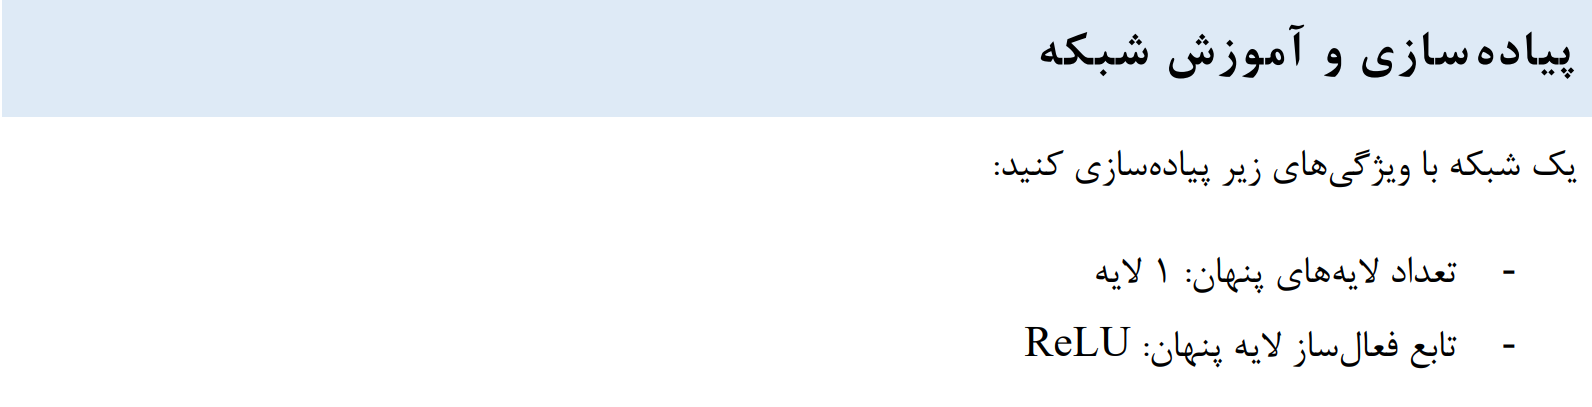 پیاده‌سازی و آموزش شبکه
یک شبکه با ویژگی‌های زیر پیاده‌سازی کنید:
- تعداد لایه‌های پنهان: ۱ لایه
- تابع فعال‌ساز لایه پنهان: ReLU